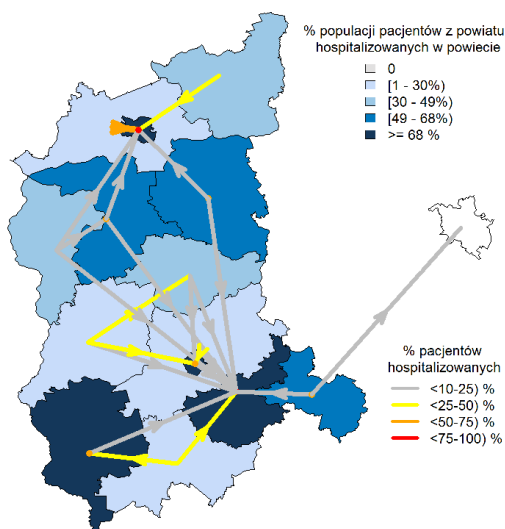 % populacji pacjentów z powiatu
hospitalizowanych w powiecie
0
[1 - 30%)
[30 - 49%)
[49 - 68%)
>= 68 %
% pacjentów
hospitalizowanych
<10-25) %
<25-50) %
<50-75) %
<75-100) %